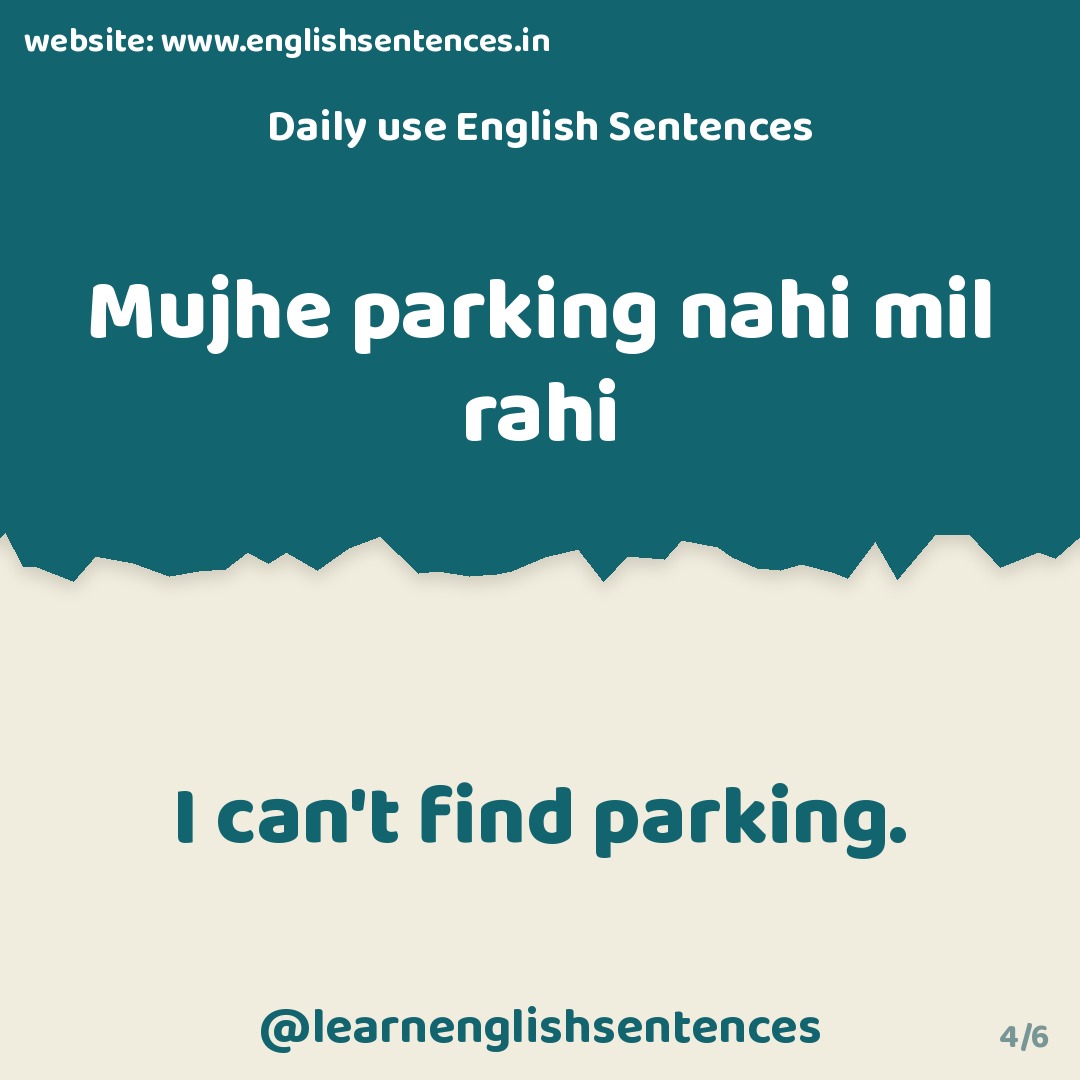 website: www.englishsentences.in
Daily use English Sentences
Mujhe parking nahi mil
rahi
I can't find parking.
@learnenglishsentences
4/6